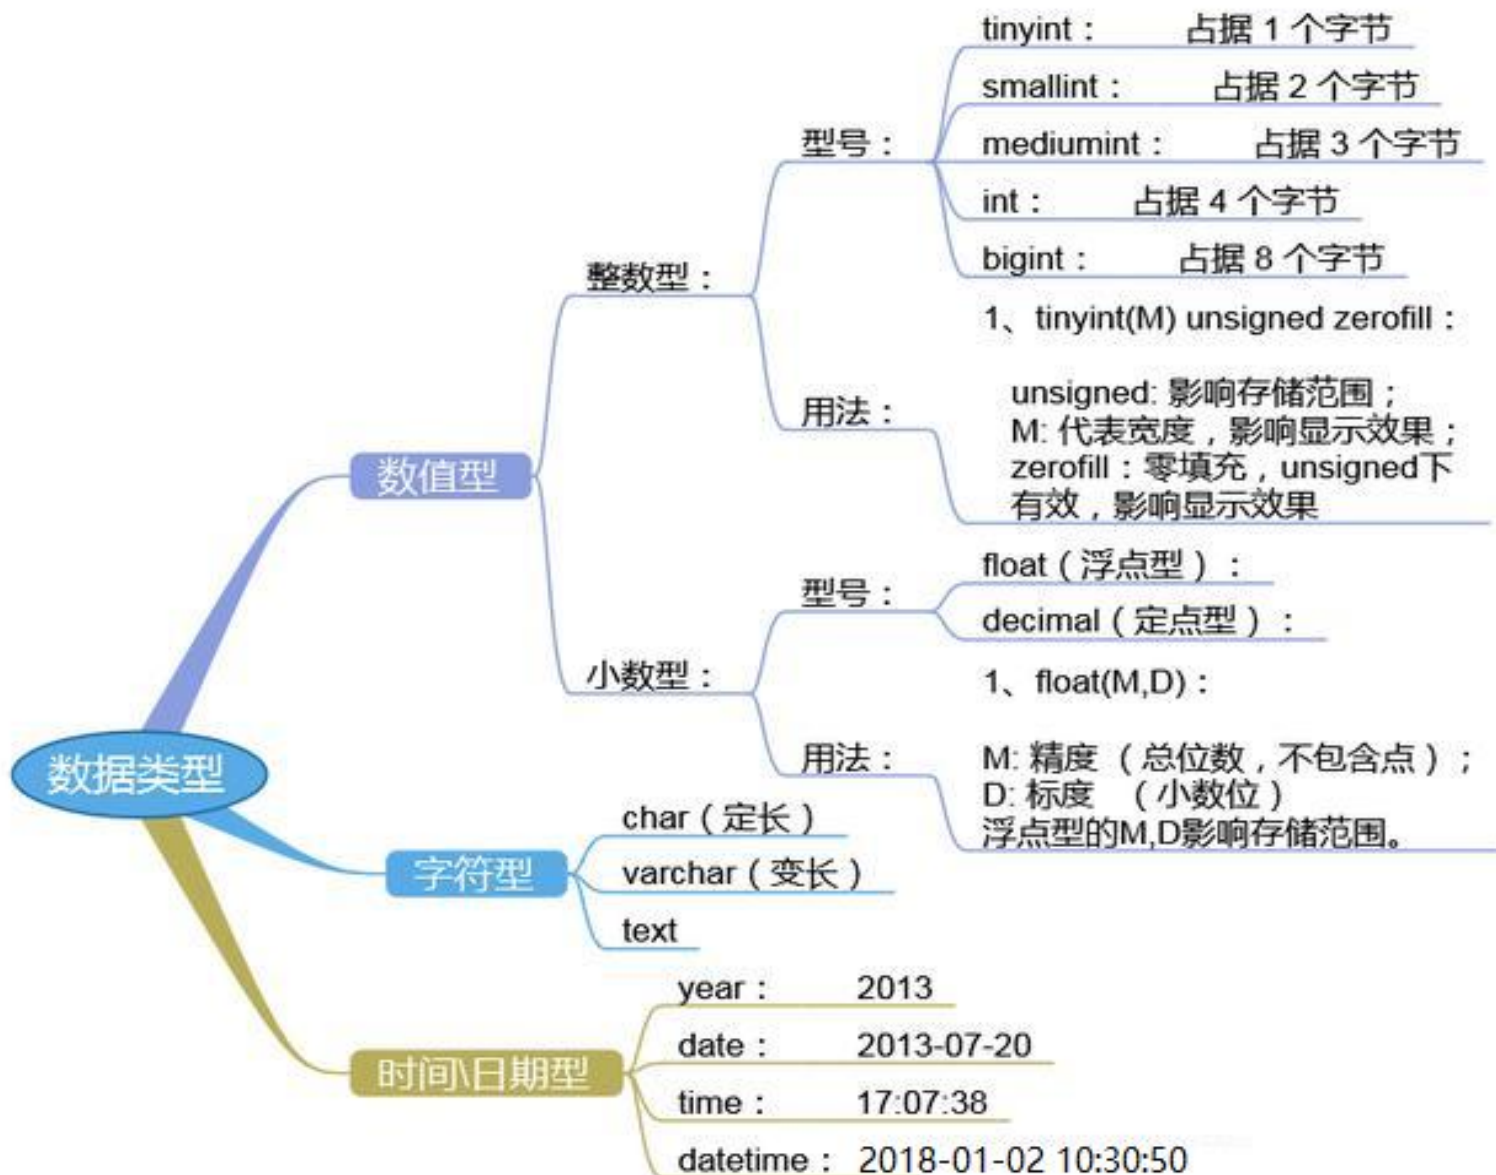 数据类型
数值型
整数型：
型号：
tinyint： 占据 1 个字节
smallint： 占据 2 个字节
mediumint： 占据 3 个字节
int： 占据 4 个字节
bigint： 占据 8 个字节
用法：
1、tinyint(M) unsigned zerofill：
unsigned: 影响存储范围；
M: 代表宽度，影响显示效果；
zerofill：零填充，unsigned下
有效，影响显示效果
小数型：
型号：
float（浮点型）：
decimal（定点型）：
用法：
1、float(M,D)：
M: 精度 （总位数，不包含点）；
D: 标度 （小数位）
浮点型的M,D影响存储范围。
字符型
char（定长）
varchar（变长）
text
时间\日期型
year： 2013
date： 2013-07-20
time： 17:07:38
datetime： 2018-01-02 10:30:50